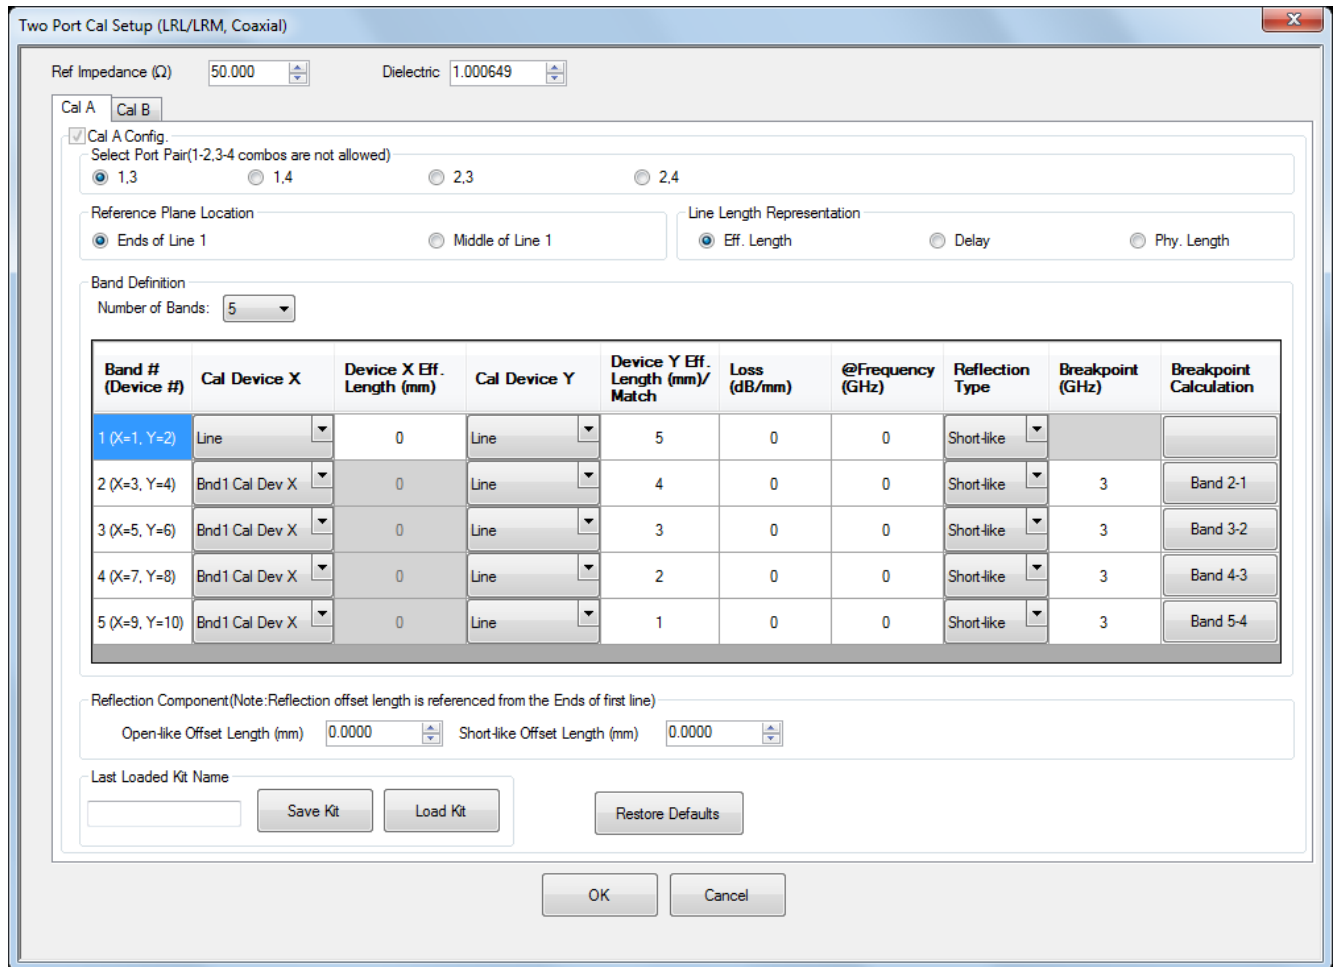 Two Port Cal Setup (LRL/LRM, Coaxial)
x
Ref Impedance (Ω) 50.000 Dielectric 1.000649
Cal A Cal B
Cal A Config.
Select Port Pair(1-2,3-4 combos are not allowed)
1,3 1,4 2,3 2,4
Reference Plane Location Line Length Representation
Ends of Line 1 Middle of Line 1 Eff. Length Delay Phy. Length
Band Definition
Number of Bands: 5
Band # (Device #) Cal Device X Device X Eff. Length (mm) Cal Device Y Device Y Eff. Length (mm)/ Match Loss (dB/mm) @Frequency (GHz) Reflection Type Breakpoint (GHz) Breakpoint Calculation
1 (X=1, Y=2) Line 0 Line 5 0 0 Short-like
2 (X=3, Y=4) Bnd1 Cal Dev X 0 Line 4 0 0 Short-like 3 Band 2-1
3 (X=5, Y=6) Bnd1 Cal Dev X 0 Line 3 0 0 Short-like 3 Band 3-2
4 (X=7, Y=8) Bnd1 Cal Dev X 0 Line 2 0 0 Short-like 3 Band 4-3
5 (X=9, Y=10) Bnd1 Cal Dev X 0 Line 1 0 0 Short-like 3 Band 5-4
Reflection Component(Note:Reflection offset length is referenced from the Ends of first line)
Open-like Offset Length (mm) 0.0000 Short-like Offset Length (mm) 0.0000
Last Loaded Kit Name
Save Kit Load Kit Restore Defaults
OK Cancel